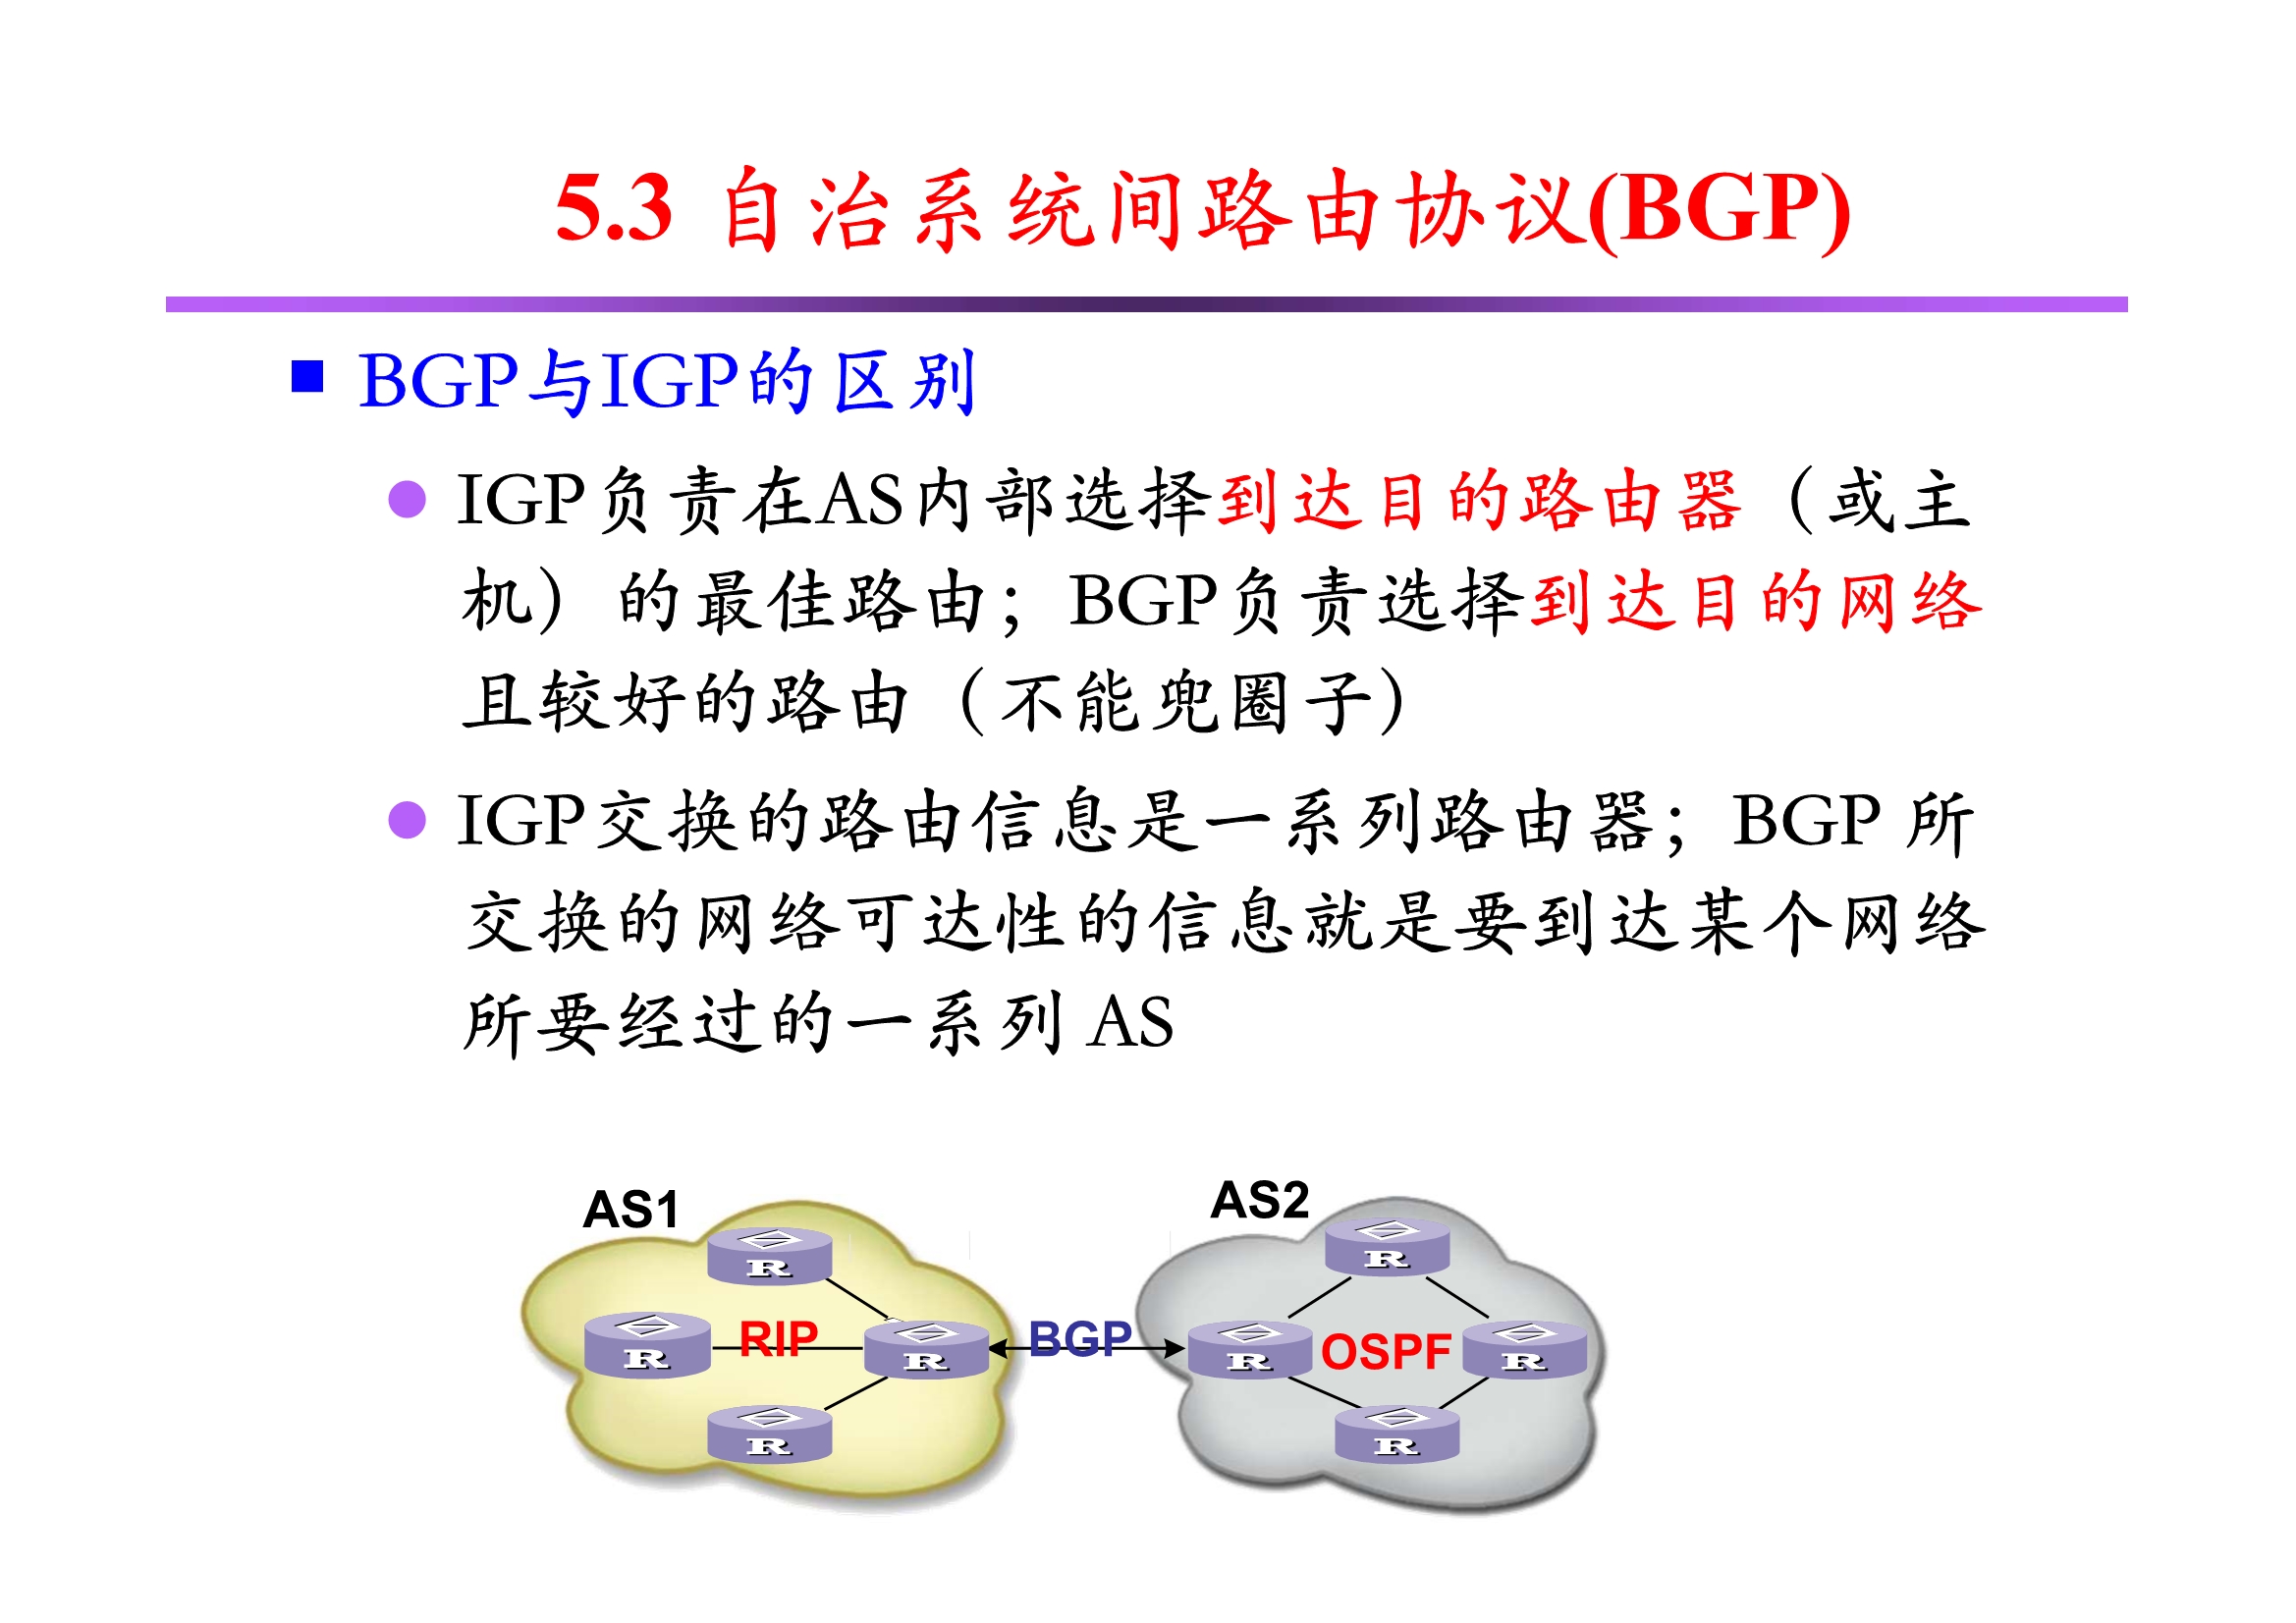 5.3 自治系统间路由协议(BGP)
BGP与IGP的区别
IGP负责在AS内部选择到达目的路由器（或主
机）的最佳路由；BGP负责选择到达目的网络
且较好的路由（不能兜圈子）
IGP交换的路由信息是一系列路由器；BGP 所
交换的网络可达性的信息就是要到达某个网络
所要经过的一系列 AS
AS1
AS2
R
R
R
RIP
R
BGP
R
OSPF
R
R
R